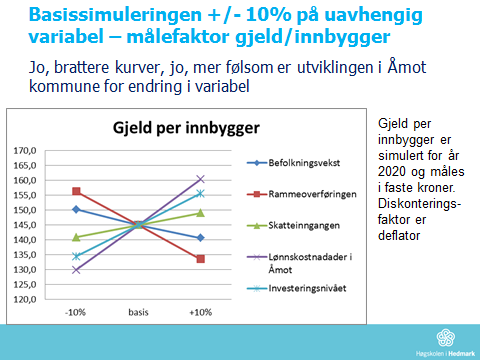 Basissimuleringen +/- 10% på uavhengig
variabel – målefaktor gjeld/innbygger
Jo, brattere kurver, jo, mer følsom er utviklingen i Åmot
kommune for endring i variabel
Gjeld per innbygger
170,0
165,0
160,0
155,0
150,0
145,0
140,0
135,0
130,0
125,0
120,0
-10%
basis
+10%
Befolkningsvekst
Rammeoverføringen
Skatteinngangen
Lønnskostnadader i
Åmot
Investeringsnivået
Gjeld per
innbygger er
simulert for år
2020 og måles
i faste kroner.
Diskonterings-
faktor er
deflator
Høgskolen i Hedmark